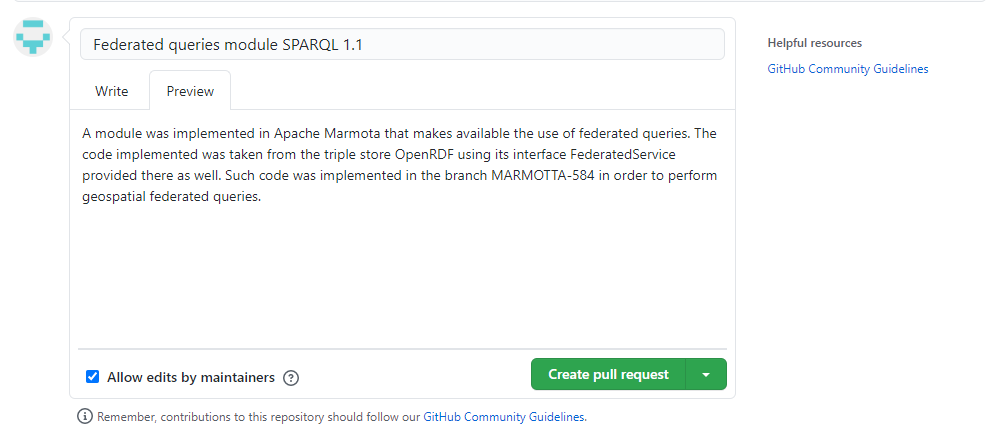 Federated queries module SPARQL 1.1
Helpful resources
GitHub Community Guidelines
Write
Preview
A module was implemented in Apache Marmota that makes available the use of federated queries. The
code implemented was taken from the triple store OpenRDF using its interface FederatedService
provided there as well. Such code was implemented in the branch MARMOTTA-584 in order to perform
geospatial federated queries.
Allow edits by maintainers
Create pull request
Remember, contributions to this repository should follow our GitHub Community Guidelines.